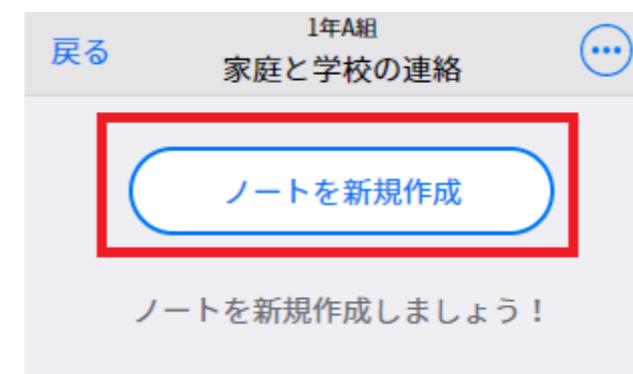 1年A組
戻る
家庭と学校の連絡
ノートを新規作成
ノートを新規作成しましょう！